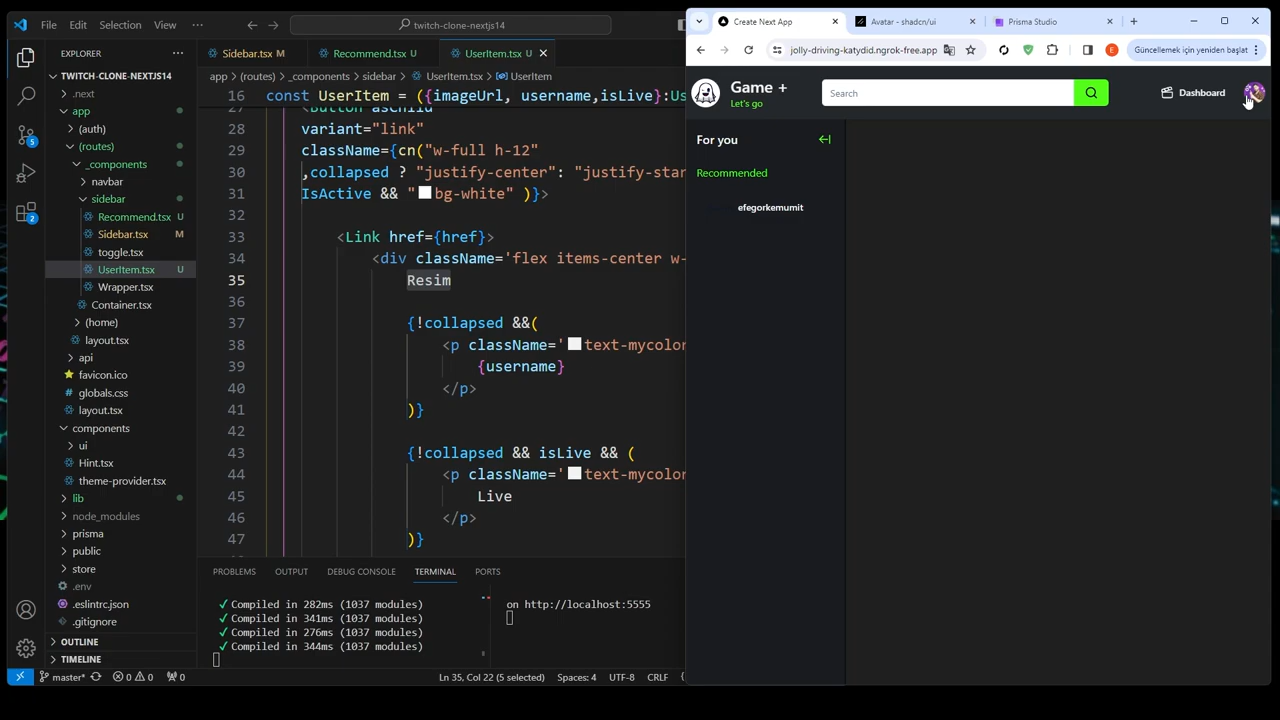 File Edit Selection View ···
twitch-clone-nextjs14
EXPLORER ···
TWITCH-CLONE-NEXTJS14
.next
app
(auth)
(routes)
_components
navbar
sidebar
Recommend.tsx U
Sidebar.tsx M
toggle.tsx
UserItem.tsx U
Wrapper.tsx
Container.tsx
(home)
layout.tsx
api
favicon.ico
globals.css
layout.tsx
components
ui
Hint.tsx
theme-provider.tsx
lib
node_modules
prisma
public
store
.env
.eslintrc.json
.gitignore
OUTLINE
TIMELINE
5
2
Sidebar.tsx M
Recommend.tsx U
UserItem.tsx U
app > (routes) > _components > sidebar > UserItem.tsx > UserItem
16 const UserItem = ({imageUrl, username,isLive}:Us
27 <Button asChild
28 variant="link"
29 className={cn("w-full h-12"
30 ,collapsed ? "justify-center": "justify-star
31 IsActive && "bg-white" )}>
32
33 <Link href={href}>
34 <div className='flex items-center w-
35 Resim
36
37 {!collapsed &&(
38 <p className='text-mycolor
39 {username}
40 </p>
41 )}
42
43 {!collapsed && isLive && (
44 <p className='text-mycolor
45 Live
46 </p>
47 )}
PROBLEMS OUTPUT DEBUG CONSOLE TERMINAL PORTS
✓ Compiled in 282ms (1037 modules)
✓ Compiled in 341ms (1037 modules)
✓ Compiled in 276ms (1037 modules)
✓ Compiled in 344ms (1037 modules)
on http://localhost:5555
master* 0 0 0
Ln 35, Col 22 (5 selected) Spaces: 4 UTF-8 CRLF {
Create Next App
Avatar - shadcn/ui
Prisma Studio
jolly-driving-katydid.ngrok-free.app
E
Güncellemek için yeniden başlat
Game +
Let's go
Search
Dashboard
For you
Recommended
efegorkemumit